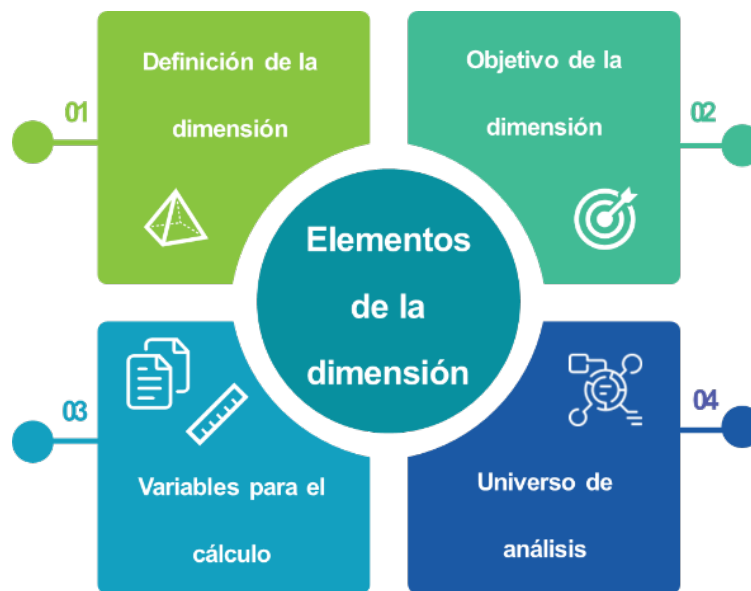 01
Definición de la
dimensión
Objetivo de la
dimensión
02
Elementos
de la
dimensión
03
Variables para el
cálculo
04
Universo de
análisis